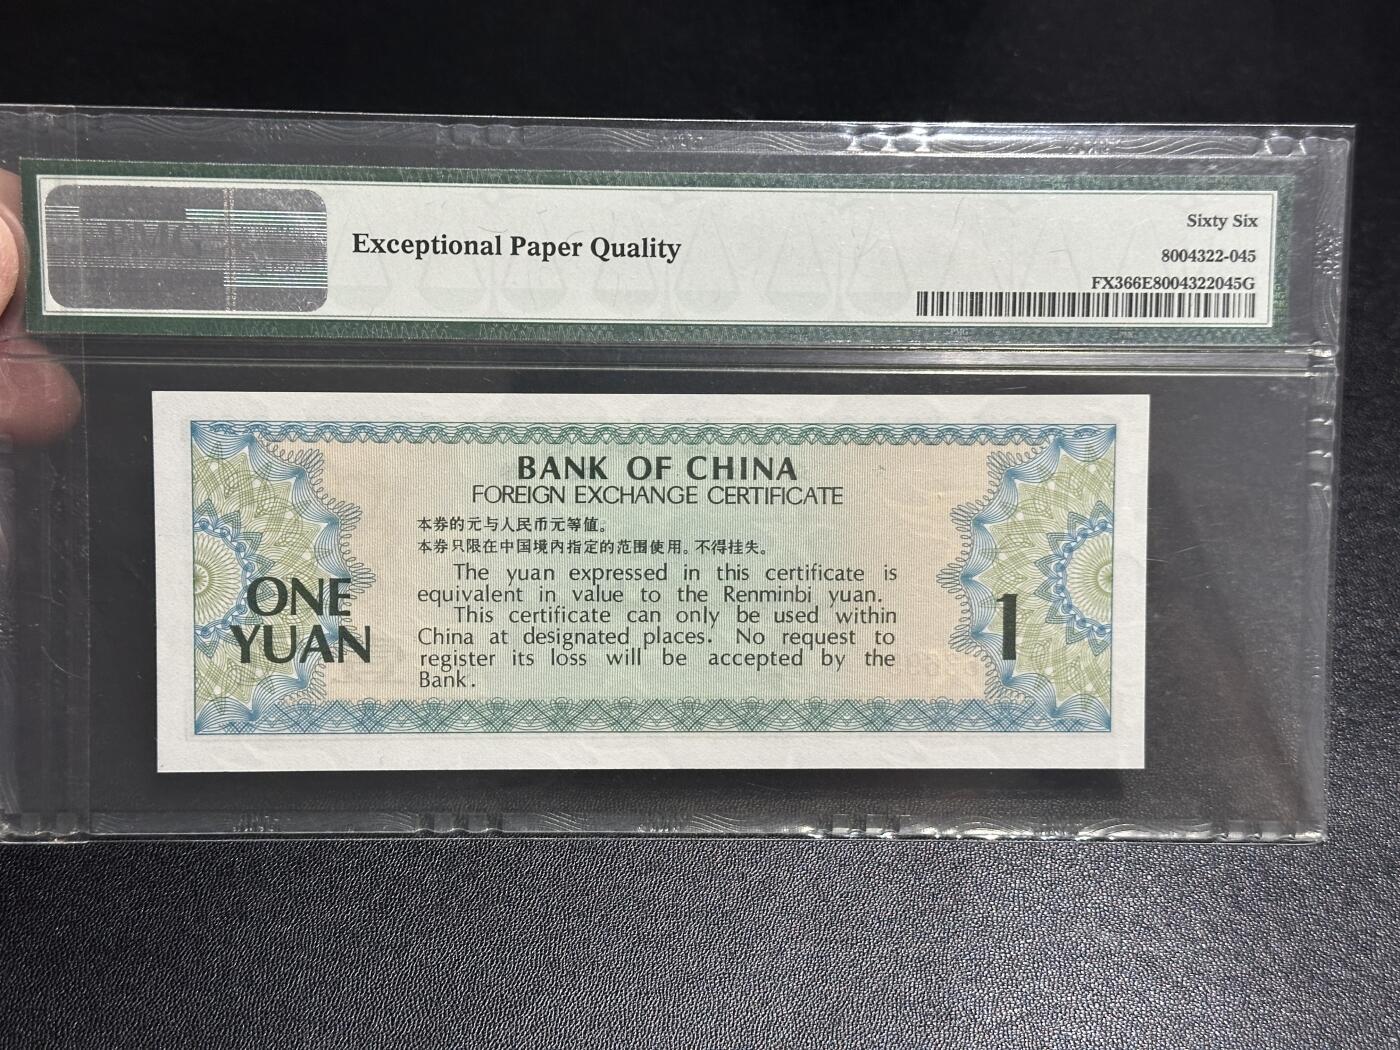 PMG
Exceptional Paper Quality
Sixty Six
8004322-045
FX366E8004322045G
BANK OF CHINA
FOREIGN EXCHANGE CERTIFICATE
本券的元与人民币元等值。
本券只限在中国境内指定的范围使用。不得挂失。
The yuan expressed in this certificate is
equivalent in value to the Renminbi yuan.
This certificate can only be used within
China at designated places. No request to
register its loss will be accepted by the
Bank.
ONE
YUAN
1